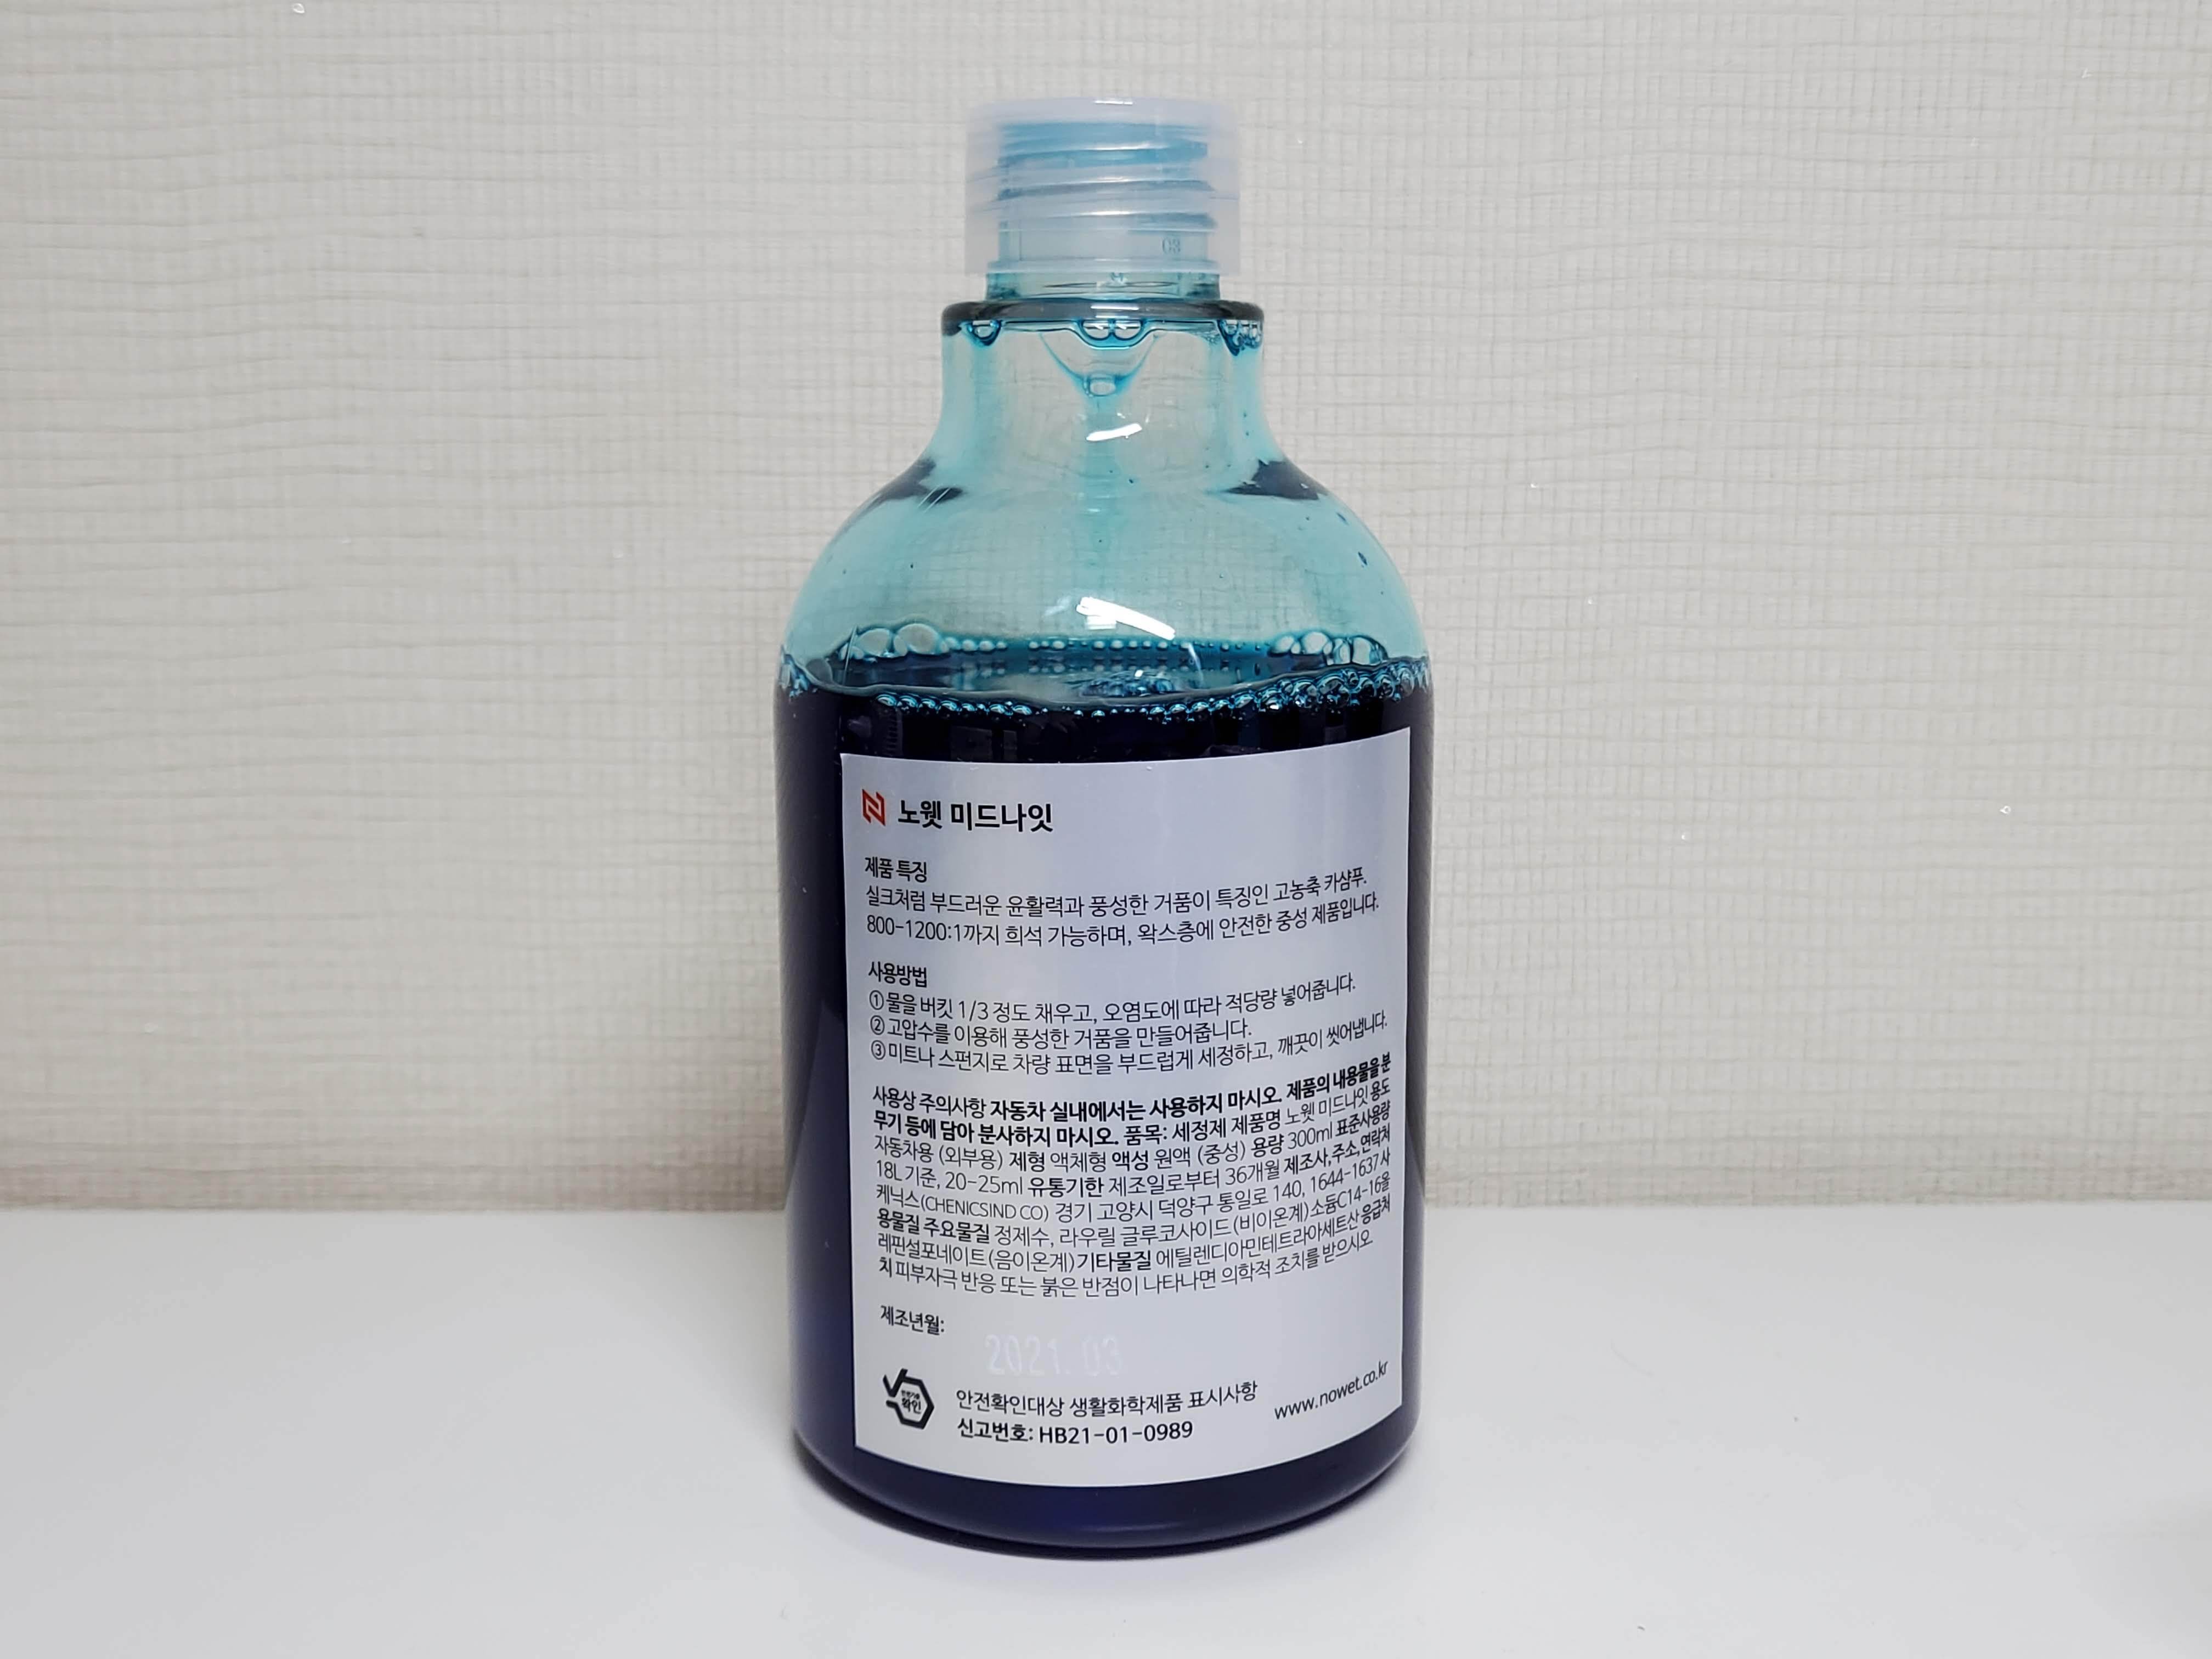 노웻 미드나잇
제품 특징
실크처럼 부드러운 윤활력과 풍성한 거품이 특징인 고농축 카샴푸.
800-1200:1까지 희석 가능하며, 왁스층에 안전한 중성 제품입니다.
사용방법
①물을 버킷 1/3 정도 채우고, 오염도에 따라 적당량 넣어줍니다.
②고압수를 이용해 풍성한 거품을 만들어줍니다.
③미트나 스펀지로 차량 표면을 부드럽게 세정하고, 깨끗이 씻어냅니다.
사용상 주의사항 자동차 실내에서는 사용하지 마시오. 제품의 내용물을 분
무기 등에 담아 분사하지 마시오. 품목: 세정제 제품명 노웻 미드나잇 용도
자동차용 (외부용) 제형 액체형 액성 원액 (중성) 용량 300ml 표준사용량
18L 기준, 20-25ml 유통기한 제조일로부터 36개월 제조사,주소,연락처
케닉스(CHENICSIND CO) 경기 고양시 덕양구 통일로 140, 1644-1637 사
용물질 주요물질 정제수, 라우릴 글루코사이드(비이온계)소듐C14-16올
레핀설포네이트(음이온계)기타물질 에틸렌디아민테트라아세트산 응급처
치 피부자극 반응 또는 붉은 반점이 나타나면 의학적 조치를 받으시오.
제조년월:
2021. 03
확인
안전확인대상 생활화학제품 표시사항
신고번호: HB21-01-0989
www.nowet.co.kr
03